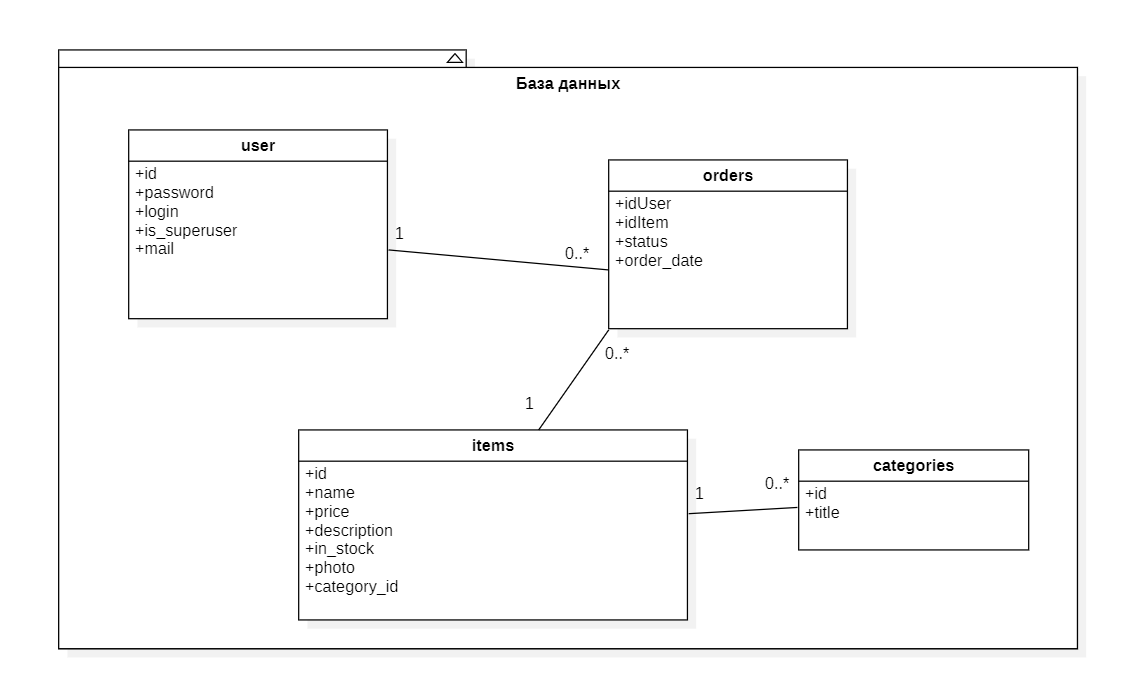 База данных
user
+id
+password
+login
+is_superuser
+mail
1
0..*
orders
+idUser
+idItem
+status
+order_date
0..*
1
items
+id
+name
+price
+description
+in_stock
+photo
+category_id
1
0..*
categories
+id
+title